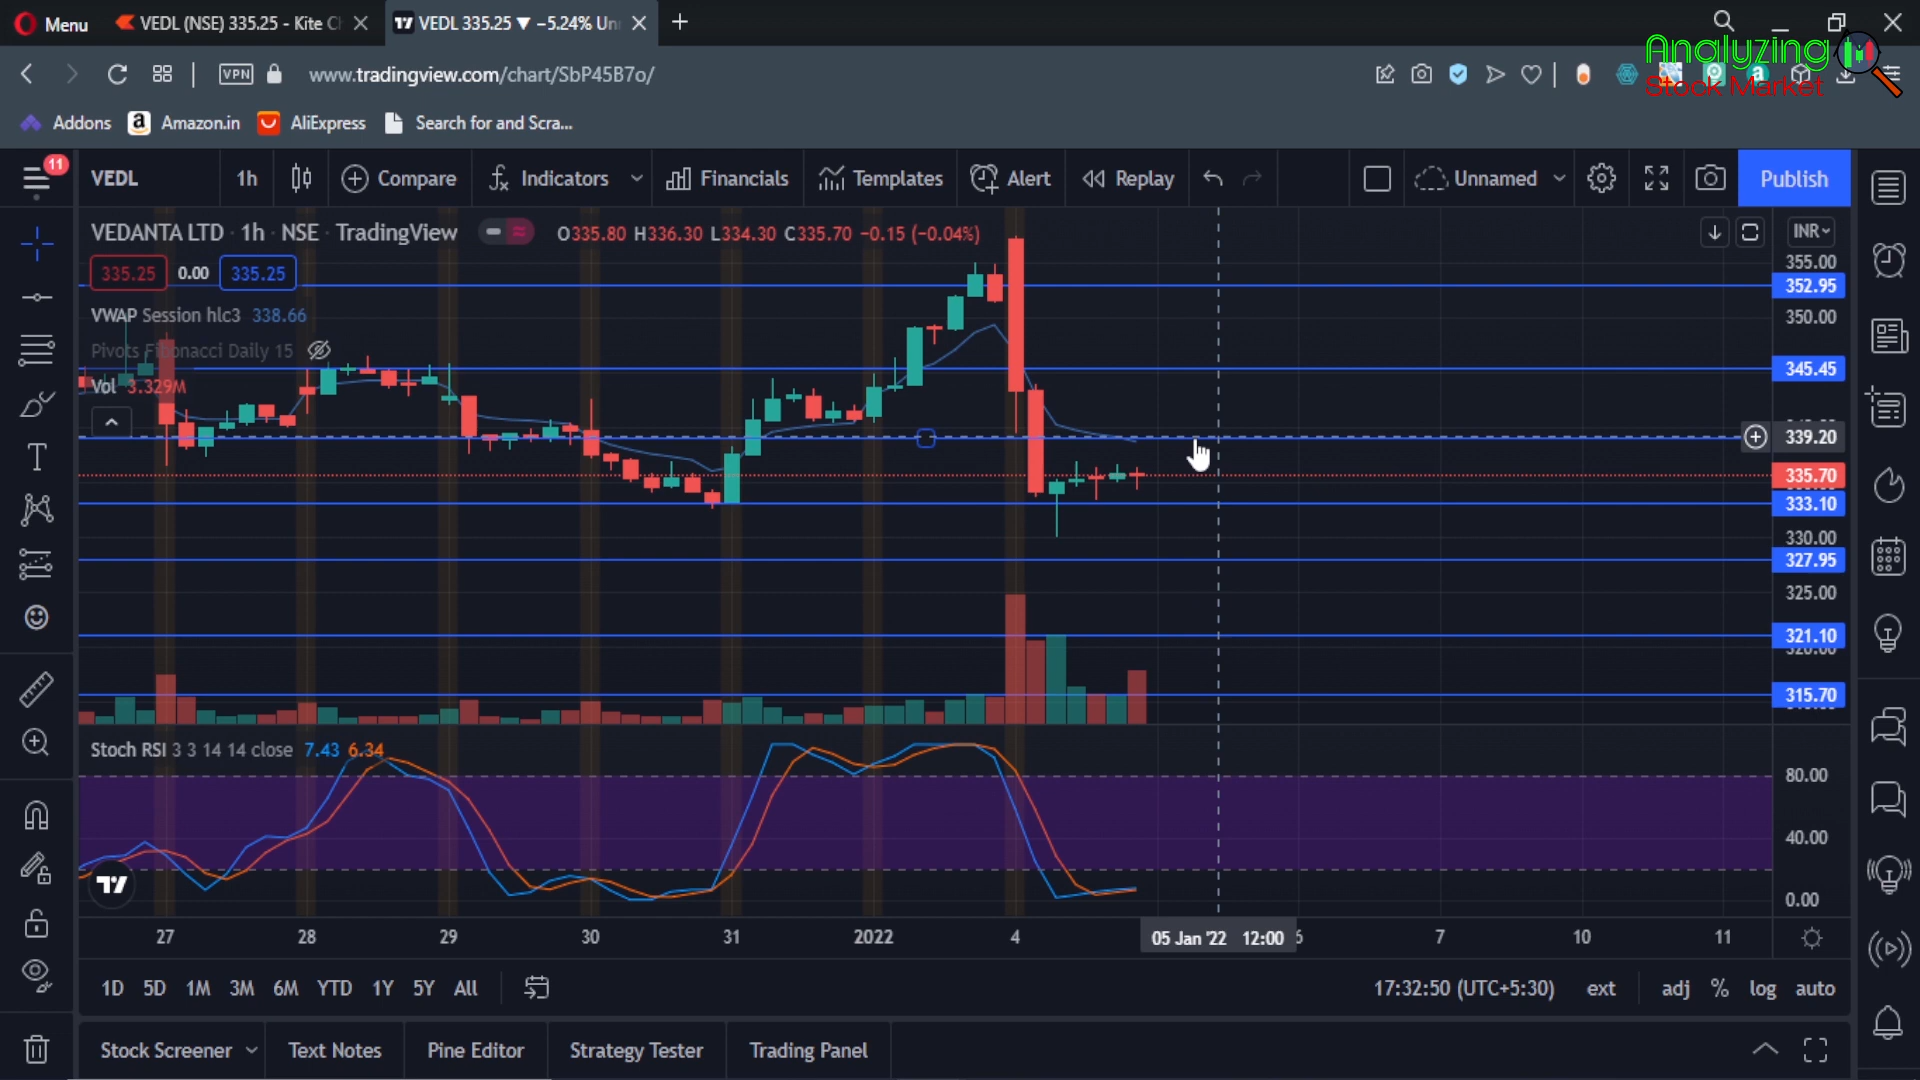 Menu
VEDL (NSE) 335.25 - Kite C
VEDL 335.25 ▼ −5.24% Un
Analyzing
Stock Market
VPN
www.tradingview.com/chart/SbP45B7o/
Addons
Amazon.in
AliExpress
Search for and Scra...
11
VEDL
1h
Compare
Indicators
Financials
Templates
Alert
Replay
Unnamed
Publish
VEDANTA LTD · 1h · NSE · TradingView
O335.80 H336.30 L334.30 C335.70 −0.15 (−0.04%)
INR
335.25 0.00 335.25
VWAP Session hlc3 338.66
Pivots Fibonacci Daily 15
Vol 3.329M
355.00
352.95
350.00
345.45
339.20
335.70
333.10
330.00
327.95
325.00
321.10
320.00
315.70
Stoch RSI 3 3 14 14 close 7.43 6.34
80.00
40.00
0.00
27 28 29 30 31 2022 4 05 Jan '22 12:00 6 7 10 11
1D 5D 1M 3M 6M YTD 1Y 5Y All
17:32:50 (UTC+5:30) ext adj % log auto
Stock Screener Text Notes Pine Editor Strategy Tester Trading Panel